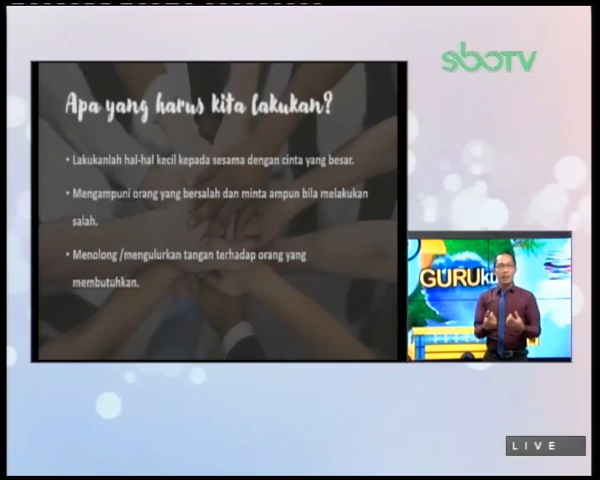 sboTV
Apa yang harus kita lakukan?
• Lakukanlah hal-hal kecil kepada sesama dengan cinta yang besar.
• Mengampuni orang yang bersalah dan minta ampun bila melakukan
salah.
• Menolong /mengulurkan tangan terhadap orang yang
membutuhkan.
GURUku
LIVE